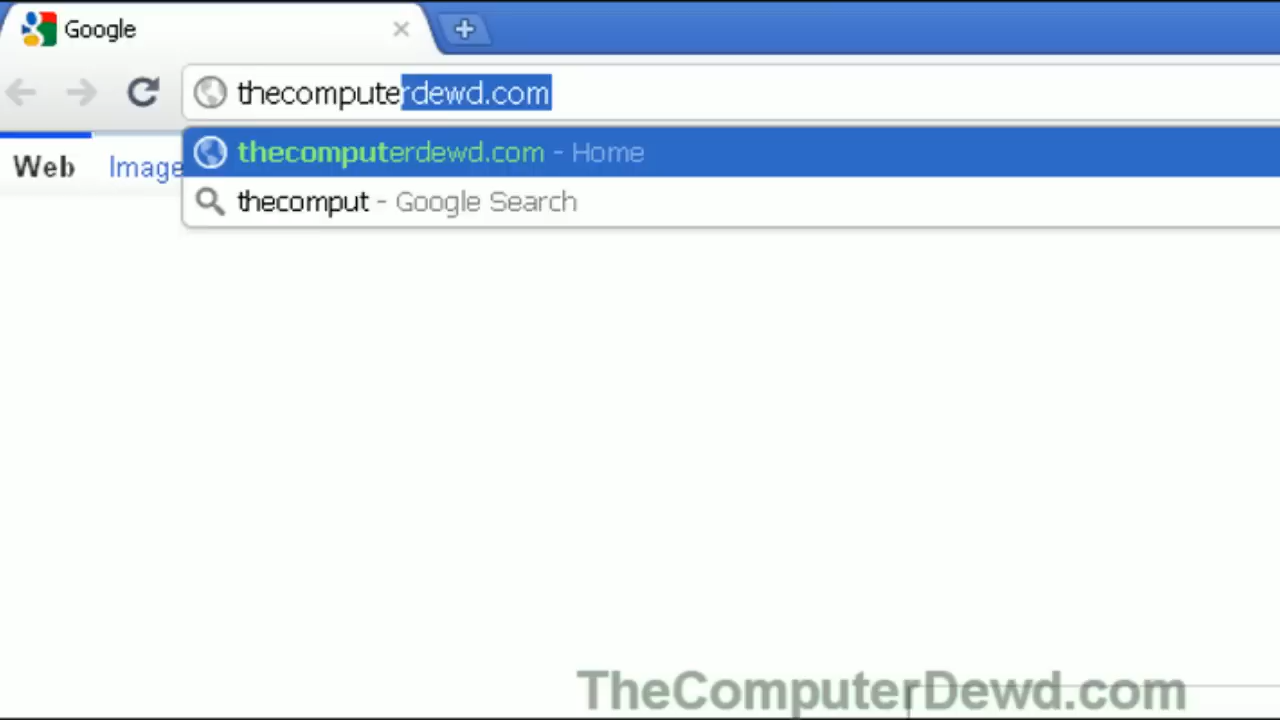 Google
thecomputerdewd.com
thecomputerdewd.com - Home
Web Image
thecomput - Google Search
TheComputerDewd.com